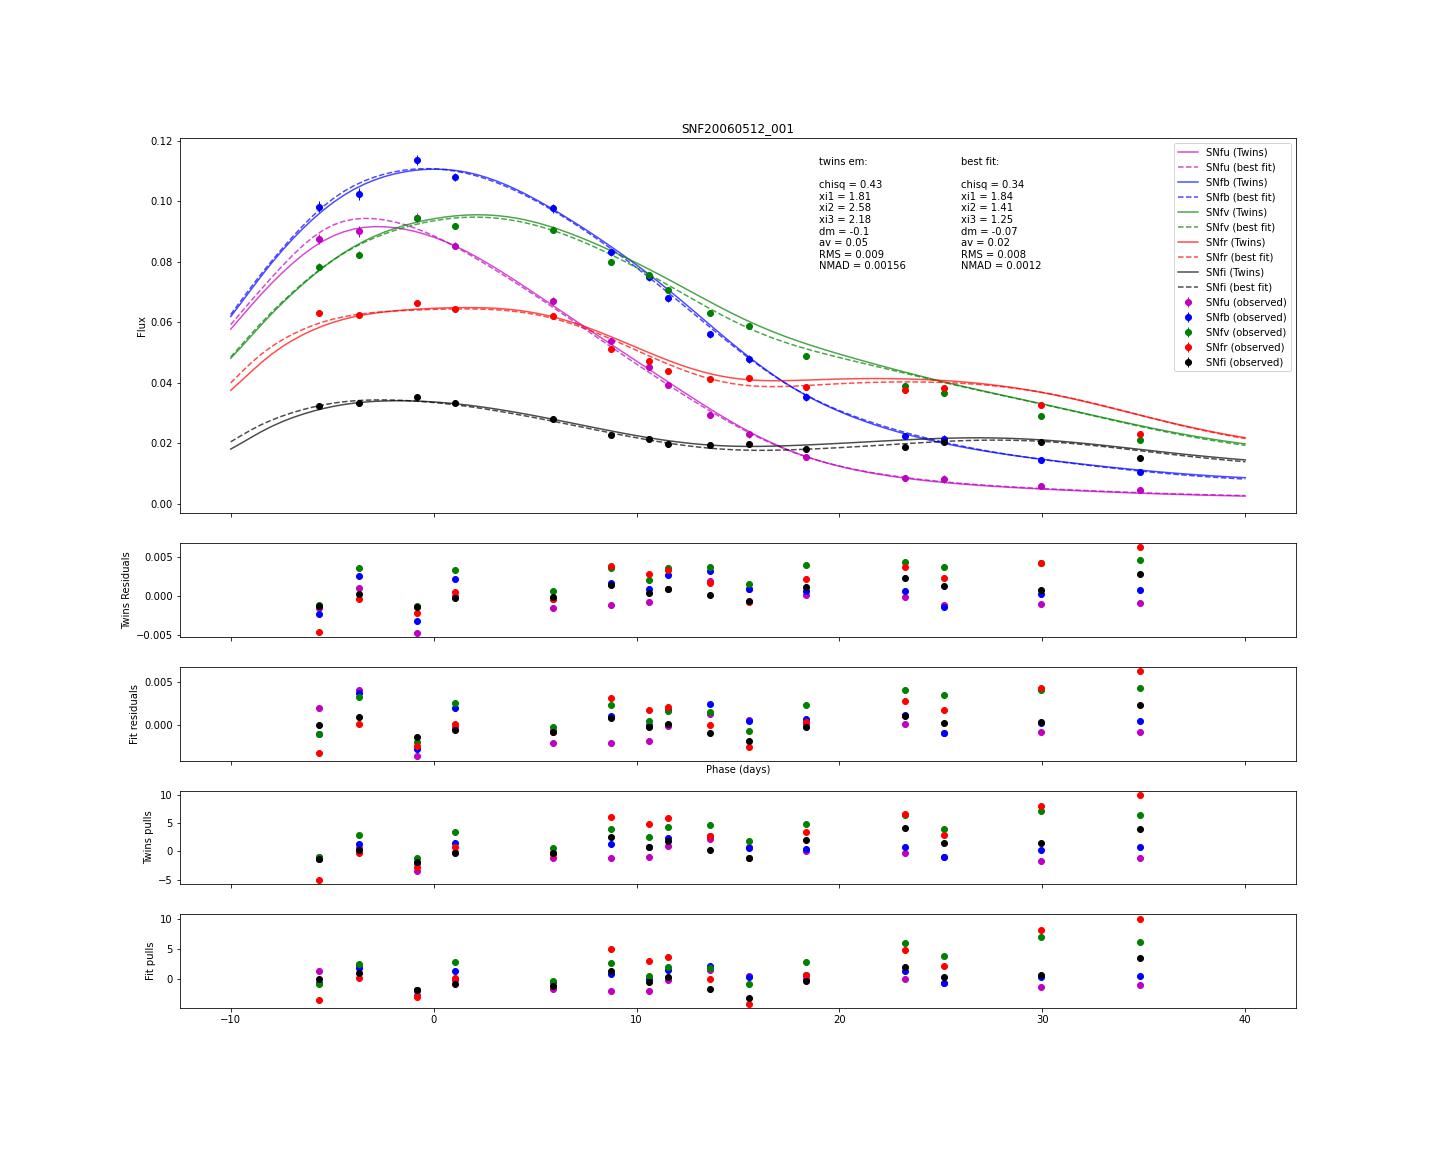 SNF20060512_001
0.12
0.10
0.08
0.06
0.04
0.02
0.00
Flux
twins em:
chisq = 0.43
xi1 = 1.81
xi2 = 2.58
xi3 = 2.18
dm = -0.1
av = 0.05
RMS = 0.009
NMAD = 0.00156
best fit:
chisq = 0.34
xi1 = 1.84
xi2 = 1.41
xi3 = 1.25
dm = -0.07
av = 0.02
RMS = 0.008
NMAD = 0.0012
SNfu (Twins)
SNfu (best fit)
SNfb (Twins)
SNfb (best fit)
SNfv (Twins)
SNfv (best fit)
SNfr (Twins)
SNfr (best fit)
SNfi (Twins)
SNfi (best fit)
SNfu (observed)
SNfb (observed)
SNfv (observed)
SNfr (observed)
SNfi (observed)
0.005
0.000
−0.005
Twins Residuals
0.005
0.000
Fit residuals
Phase (days)
10
5
0
−5
Twins pulls
10
5
0
Fit pulls
−10
0
10
20
30
40